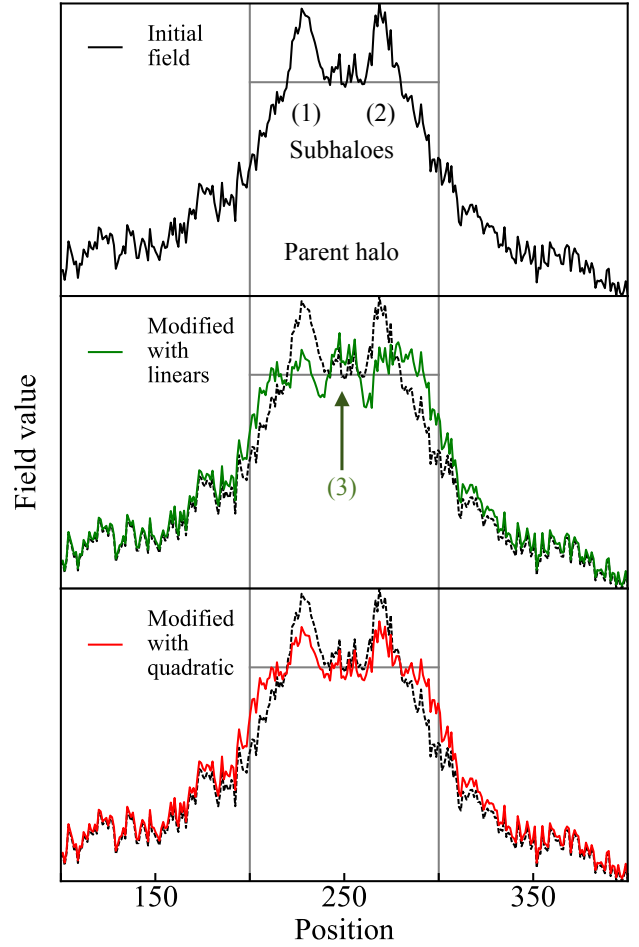 Initial
field
(1)
(2)
Subhaloes
Parent halo
Modified
with
linears
(3)
Modified
with
quadratic
Field value
150
250
350
Position